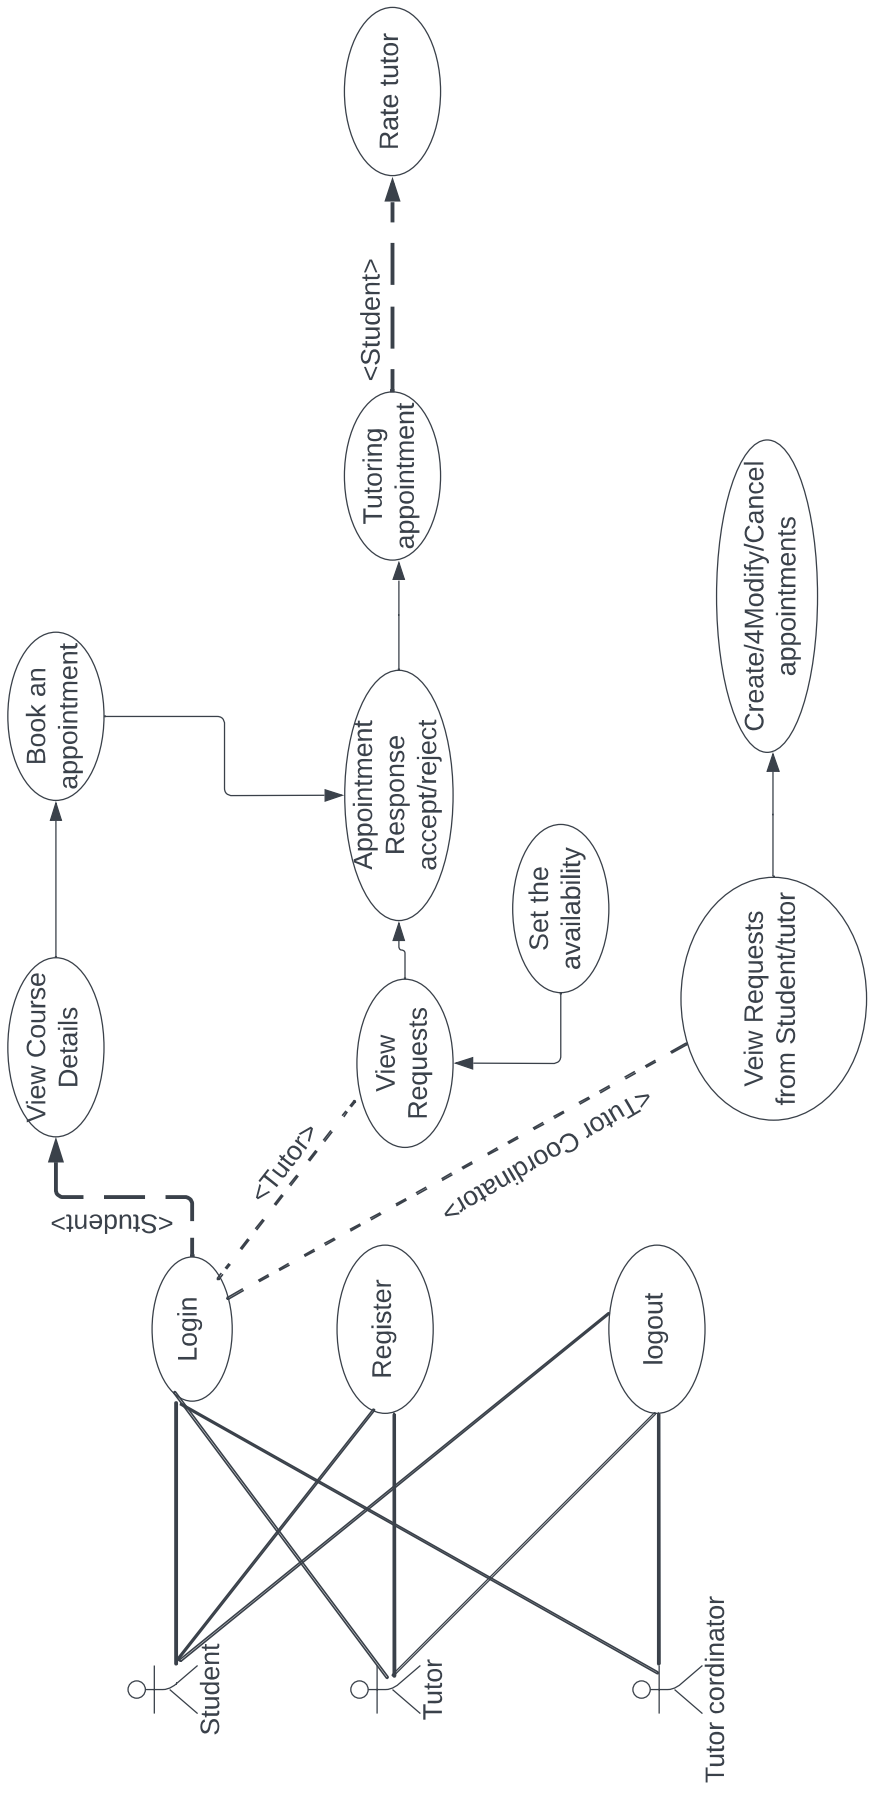 Student
Tutor
Tutor cordinator
Login
Register
logout
<Student>
<Tutor>
<Tutor Coordinator>
View Course
Details
View
Requests
Set the
availability
Veiw Requests
from Student/tutor
Book an
appointment
Appointment
Response
accept/reject
Create/4Modify/Cancel
appointments
Tutoring
appointment
<Student>
Rate tutor